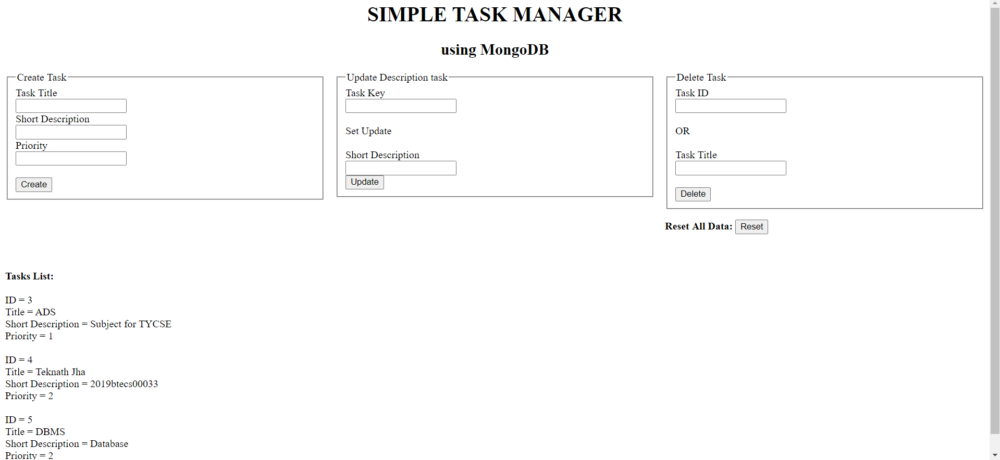 SIMPLE TASK MANAGER
using MongoDB
Create Task
Task Title
Short Description
Priority
Create
Update Description task
Task Key
Set Update
Short Description
Update
Delete Task
Task ID
OR
Task Title
Delete
Reset All Data: Reset
Tasks List:
ID = 3
Title = ADS
Short Description = Subject for TYCSE
Priority = 1
ID = 4
Title = Teknath Jha
Short Description = 2019btecs00033
Priority = 2
ID = 5
Title = DBMS
Short Description = Database
Priority = 2